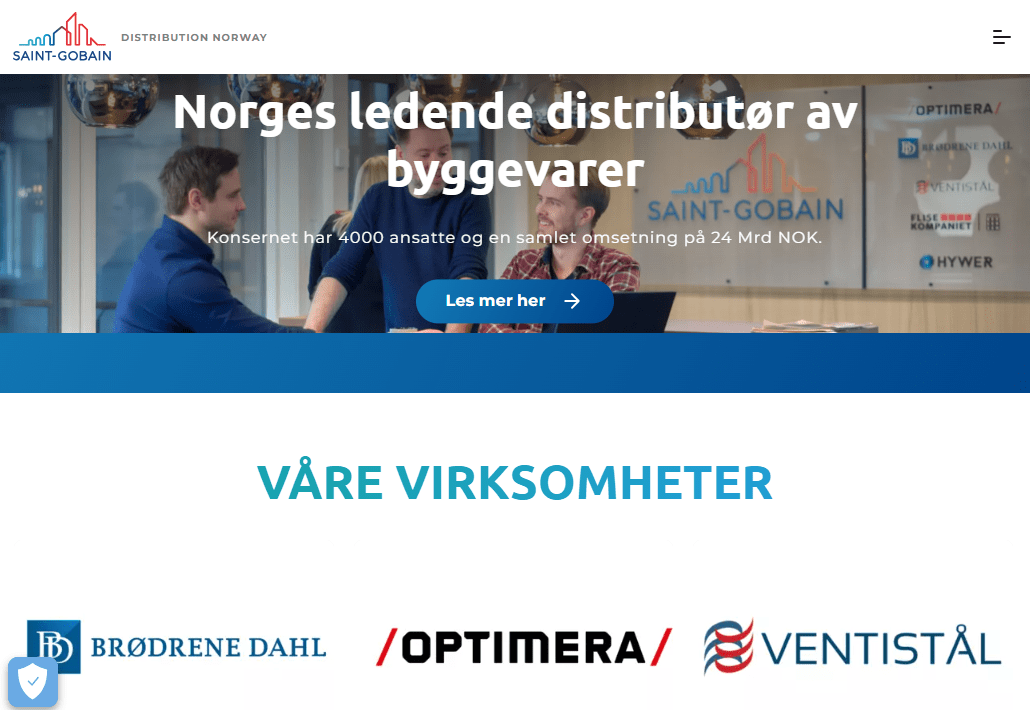 SAINT-GOBAIN
DISTRIBUTION NORWAY
Norges ledende distributør av
byggevarer
Konsernet har 4000 ansatte og en samlet omsetning på 24 Mrd NOK.
Les mer her
OPTIMERA/
BRØDRENE DAHL
VENTISTÅL
SAINT-GOBAIN
FLISE
KOMPANIET
HYWER
VÅRE VIRKSOMHETER
BD BRØDRENE DAHL
/OPTIMERA/
VENTISTÅL